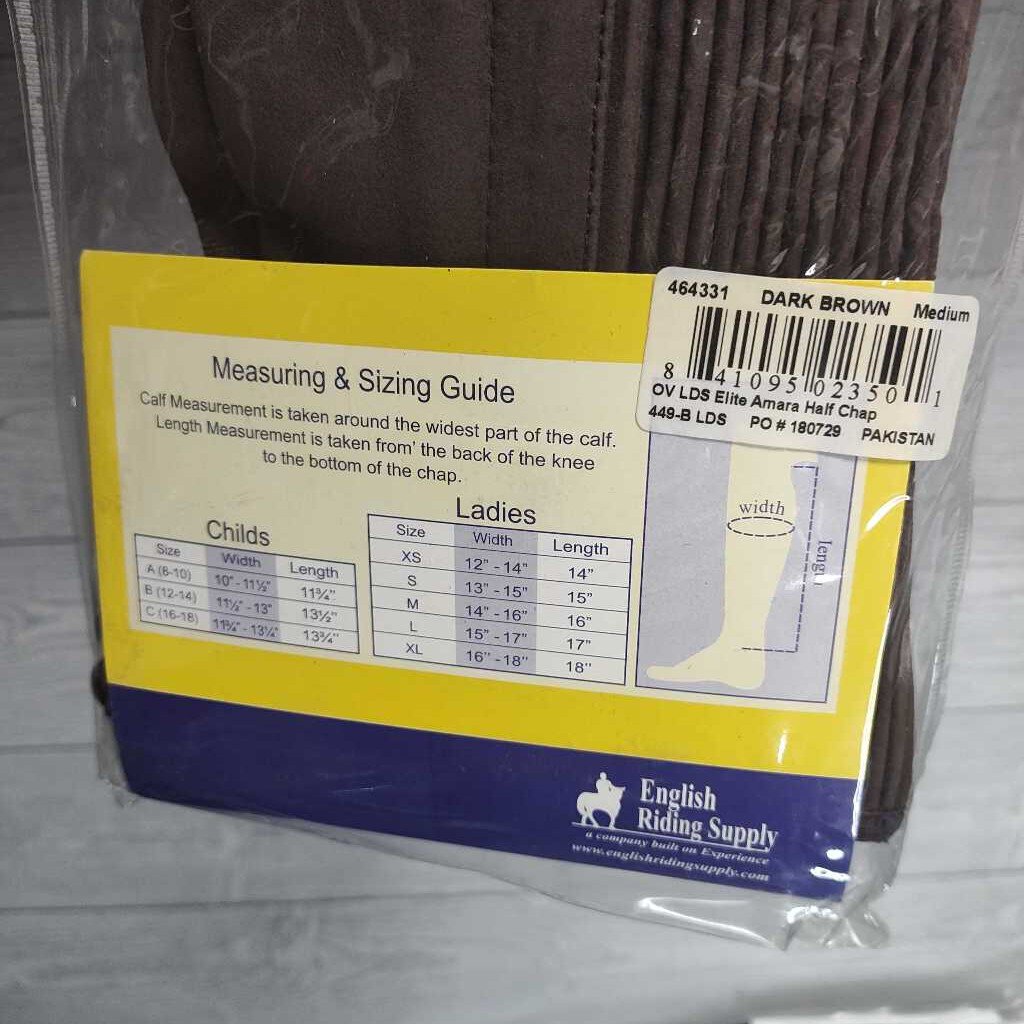 464331 DARK BROWN Medium
8 41095 02350 1
OV LDS Elite Amara Half Chap
449-B LDS PO # 180729 PAKISTAN
Measuring & Sizing Guide
Calf Measurement is taken around the widest part of the calf.
Length Measurement is taken from' the back of the knee
to the bottom of the chap.
Childs
Size Width Length
A (6-10) 10" - 11½" 11¾"
B (12-14) 11½" - 13" 13½"
C (16-18) 11¾" - 13¼" 13¾"
Ladies
Size Width Length
XS 12" - 14" 14"
S 13" - 15" 15"
M 14" - 16" 16"
L 15" - 17" 17"
XL 16" - 18" 18"
width
length
English
Riding Supply
a company built on Experience
www.englishridingsupply.com